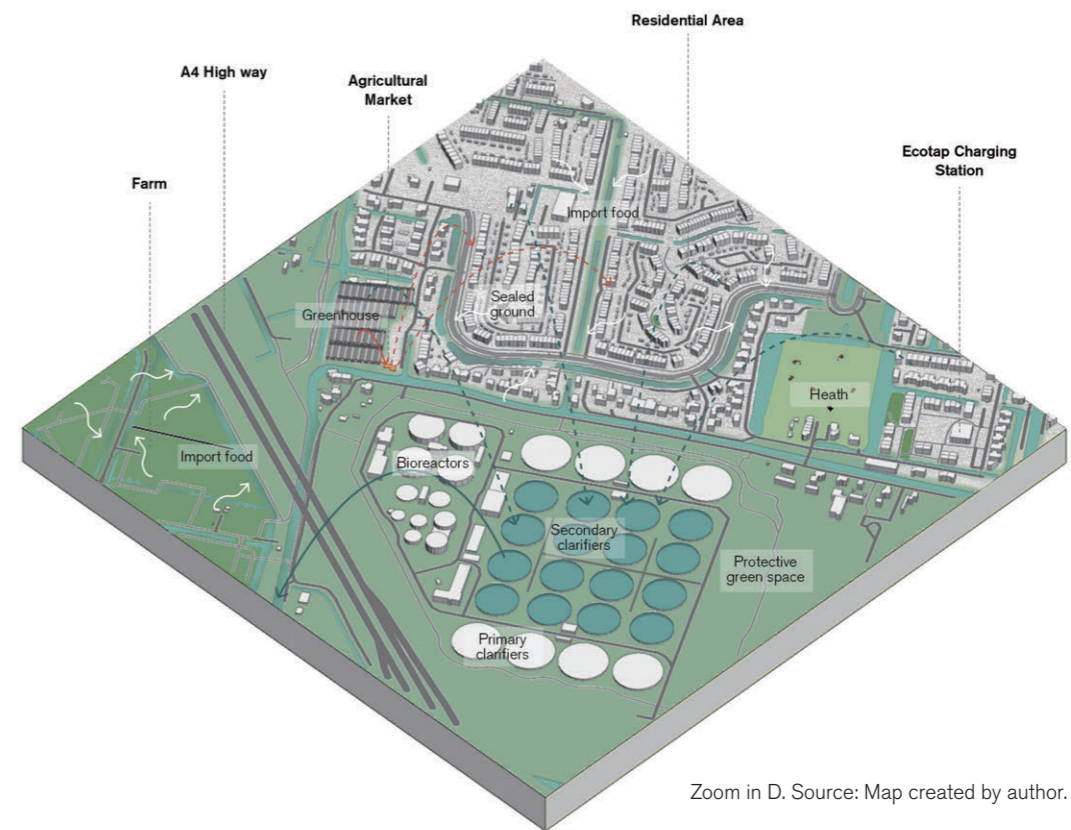 Residential Area
A4 High way
Agricultural
Market
Ecotap Charging
Station
Farm
Import food
Sealed
ground
Greenhouse
Heath
Import food
Bioreactors
Secondary
clarifiers
Protective
green space
Primary
clarifiers
Zoom in D. Source: Map created by author.